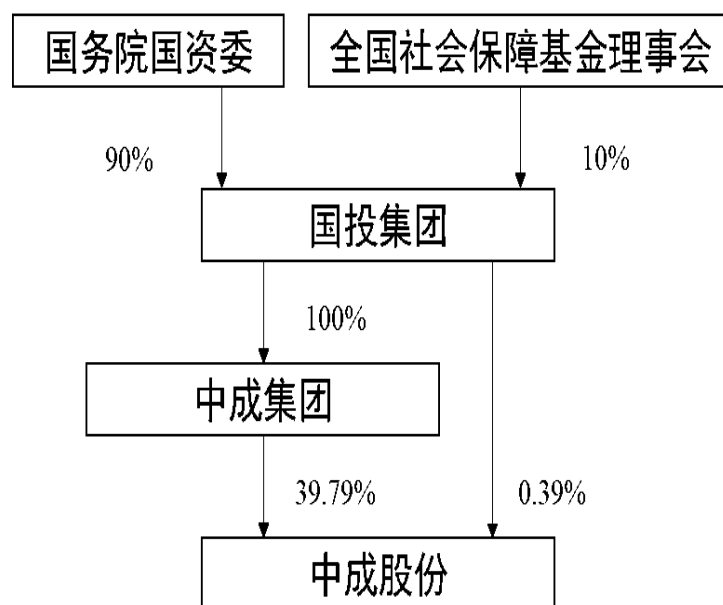 国务院国资委
全国社会保障基金理事会
90%
10%
国投集团
100%
中成集团
39.79%
0.39%
中成股份